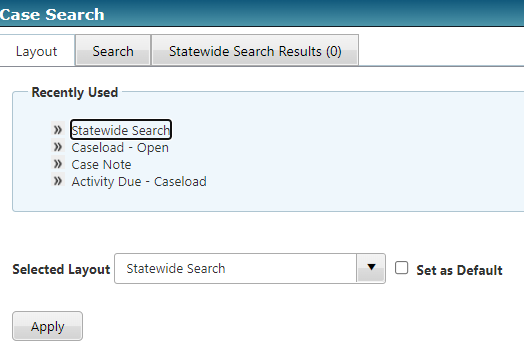 Case Search
Layout
Search
Statewide Search Results (0)
Recently Used
» Statewide Search
» Caseload - Open
» Case Note
» Activity Due - Caseload
Selected Layout Statewide Search Set as Default
Apply